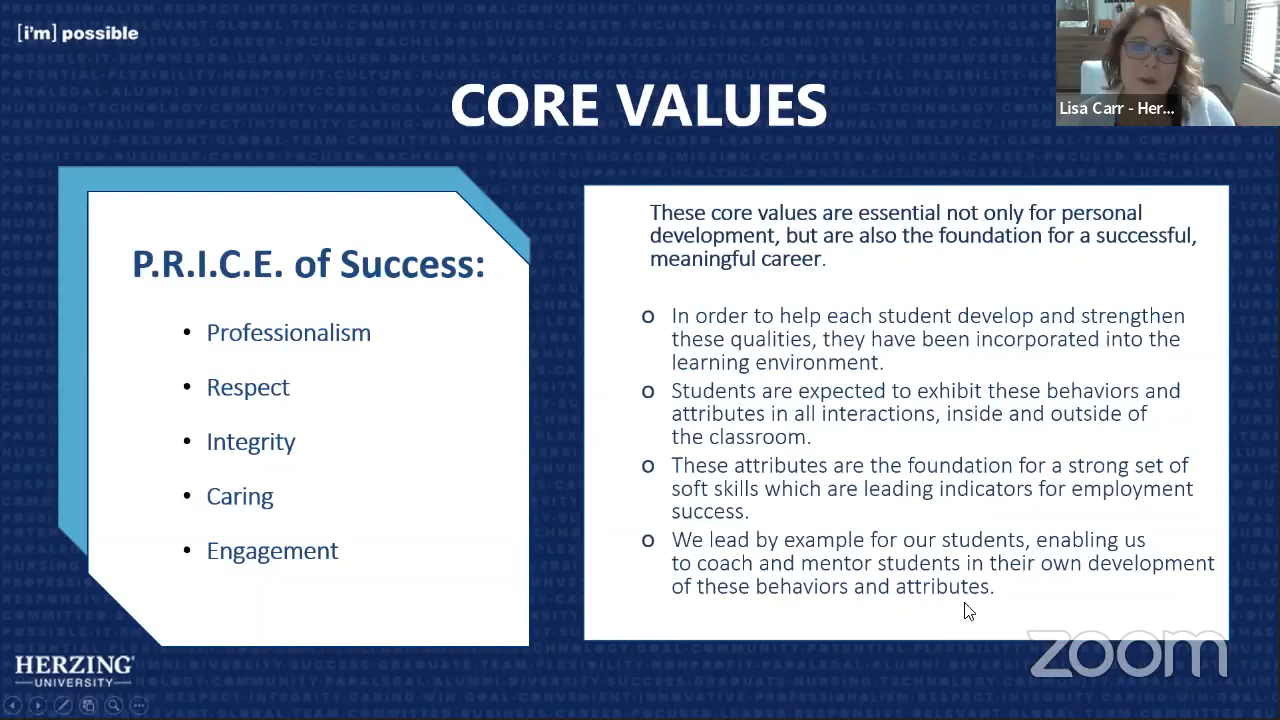 [i'm] possible
CORE VALUES
Lisa Carr - Her...
P.R.I.C.E. of Success:
• Professionalism
• Respect
• Integrity
• Caring
• Engagement
These core values are essential not only for personal
development, but are also the foundation for a successful,
meaningful career.
o In order to help each student develop and strengthen
these qualities, they have been incorporated into the
learning environment.
o Students are expected to exhibit these behaviors and
attributes in all interactions, inside and outside of
the classroom.
o These attributes are the foundation for a strong set of
soft skills which are leading indicators for employment
success.
o We lead by example for our students, enabling us
to coach and mentor students in their own development
of these behaviors and attributes.
HERZING
UNIVERSITY
zoom